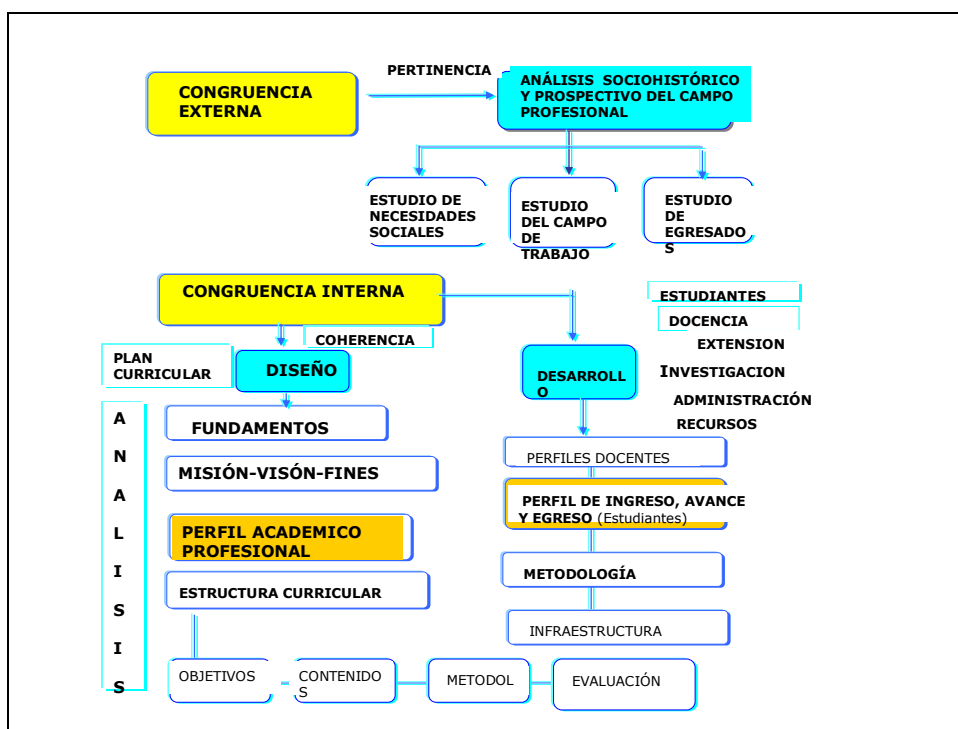 PERTINENCIA
CONGRUENCIA
EXTERNA
ANÁLISIS SOCIOHISTÓRICO
Y PROSPECTIVO DEL CAMPO
PROFESIONAL
ESTUDIO DE
NECESIDADES
SOCIALES
ESTUDIO
DEL CAMPO
DE
TRABAJO
ESTUDIO
DE
EGRESADO
S
CONGRUENCIA INTERNA
COHERENCIA
ESTUDIANTES
DOCENCIA
EXTENSION
INVESTIGACION
ADMINISTRACIÓN
RECURSOS
PLAN
CURRICULAR
DISEÑO
DESARROLL
O
A
N
A
L
I
S
I
S
FUNDAMENTOS
MISIÓN-VISÓN-FINES
PERFIL ACADEMICO
PROFESIONAL
ESTRUCTURA CURRICULAR
PERFILES DOCENTES
PERFIL DE INGRESO, AVANCE
Y EGRESO (Estudiantes)
METODOLOGÍA
INFRAESTRUCTURA
OBJETIVOS
CONTENIDO
S
METODOL
EVALUACIÓN